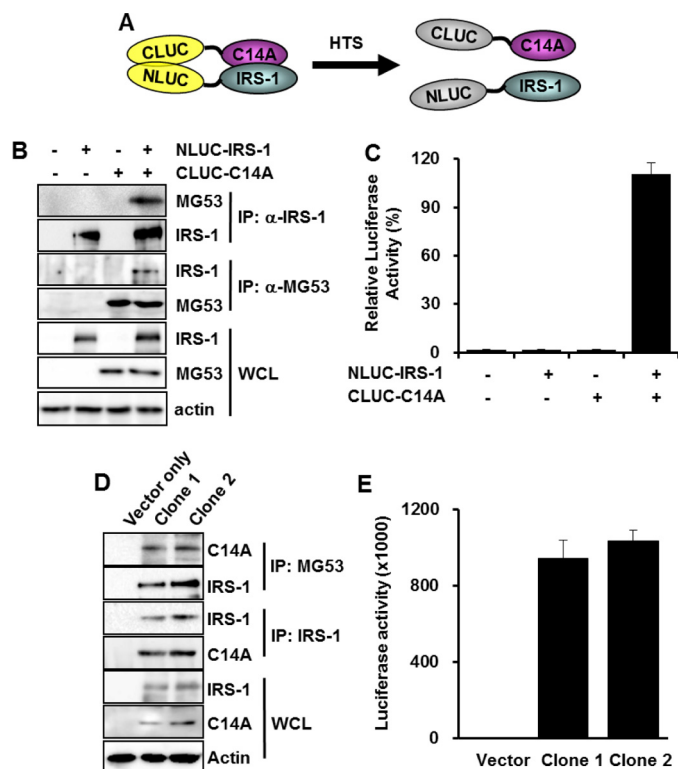 A
CLUC
C14A
NLUC
IRS-1
HTS
CLUC
C14A
NLUC
IRS-1
B
- + - + NLUC-IRS-1
- - + + CLUC-C14A
MG53
IRS-1
IP: α-IRS-1
IRS-1
MG53
IP: α-MG53
IRS-1
MG53
actin
WCL
C
Relative Luciferase
Activity (%)
120
90
60
30
0
NLUC-IRS-1 - + - +
CLUC-C14A - - + +
D
Vector only
Clone 1
Clone 2
C14A
IRS-1
IP: MG53
IRS-1
C14A
IP: IRS-1
IRS-1
C14A
Actin
WCL
E
Luciferase activity (x1000)
1200
800
400
0
Vector Clone 1 Clone 2